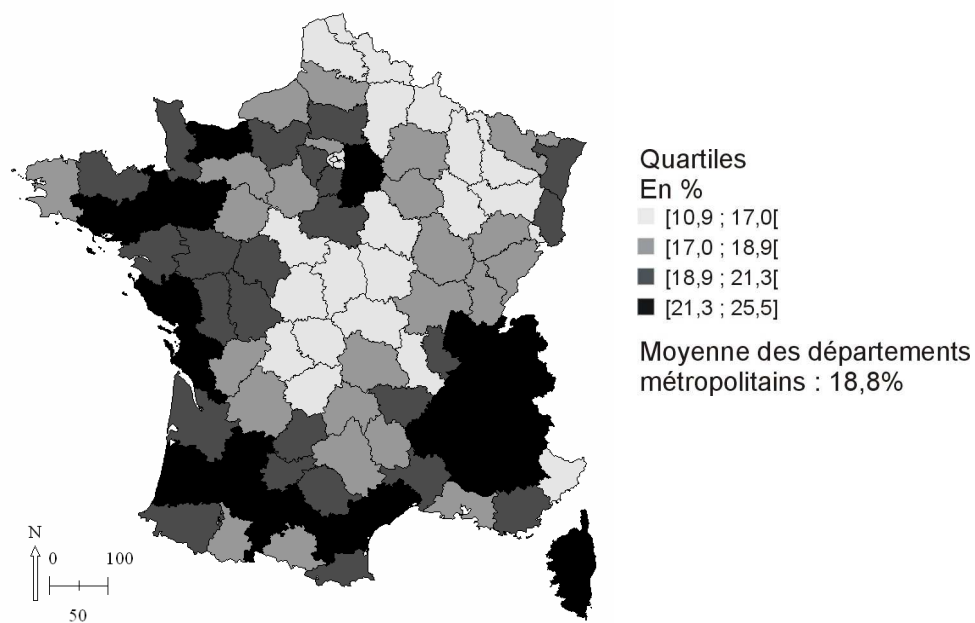 Quartiles
En %
[10,9 ; 17,0[
[17,0 ; 18,9[
[18,9 ; 21,3[
[21,3 ; 25,5]
Moyenne des départements
métropolitains : 18,8%
N
0 100
50